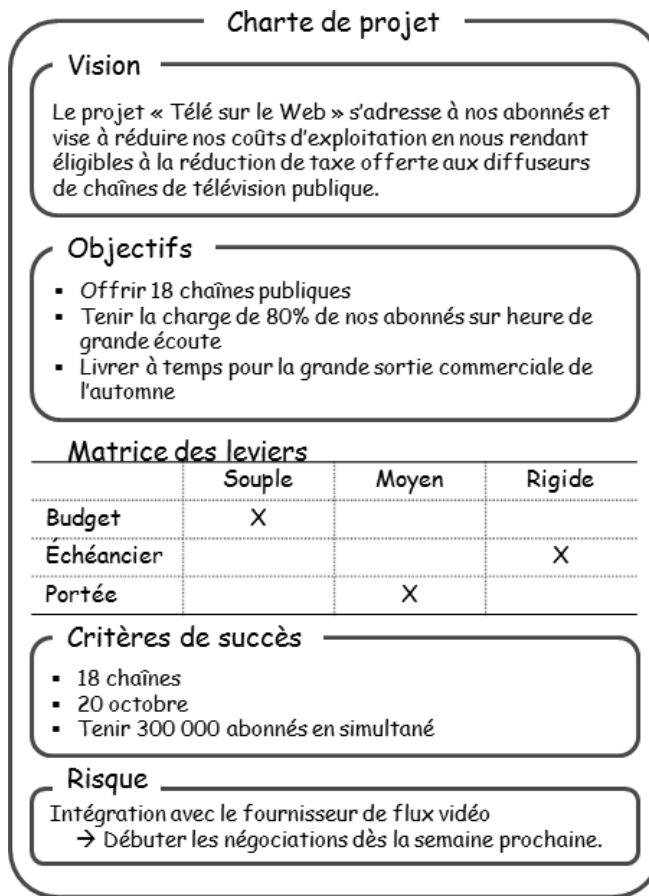 Charte de projet
Vision
Le projet « Télé sur le Web » s'adresse à nos abonnés et
vise à réduire nos coûts d'exploitation en nous rendant
éligibles à la réduction de taxe offerte aux diffuseurs
de chaînes de télévision publique.
Objectifs
▪ Offrir 18 chaînes publiques
▪ Tenir la charge de 80% de nos abonnés sur heure de
grande écoute
▪ Livrer à temps pour la grande sortie commerciale de
l'automne
Matrice des leviers
Souple Moyen Rigide
Budget X
Échéancier X
Portée X
Critères de succès
▪ 18 chaînes
▪ 20 octobre
▪ Tenir 300 000 abonnés en simultané
Risque
Intégration avec le fournisseur de flux vidéo
→ Débuter les négociations dès la semaine prochaine.